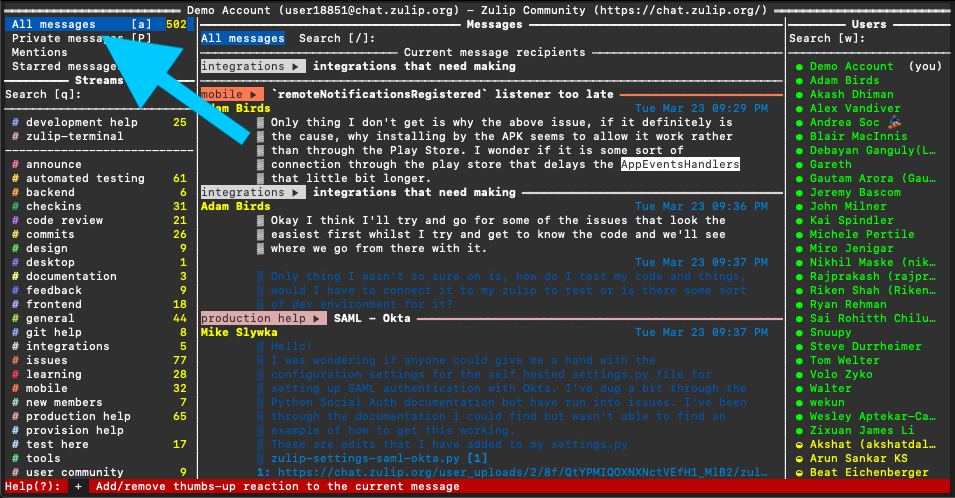 Demo Account (user18851@chat.zulip.org) – Zulip Community (https://chat.zulip.org/)
All messages [a] 502
Private messages [P]
Mentions
Starred message
Streams
Search [q]:
# development help 25
# zulip-terminal
# announce
# automated testing 61
# backend 6
# checkins 31
# code review 21
# commits 26
# design 9
# desktop 1
# documentation 3
# feedback 9
# frontend 18
# general 44
# git help 8
# integrations 5
# issues 77
# learning 28
# mobile 32
# new members 7
# production help 65
# provision help
# test here 17
# tools
# user community 9
Messages
All messages Search [/]:
Current message recipients
integrations ▶ integrations that need making
mobile ▶ `remoteNotificationsRegistered` listener too late
Adam Birds Tue Mar 23 09:29 PM
Only thing I don't get is why the above issue, if it definitely is
the cause, why installing by the APK seems to allow it work rather
than through the Play Store. I wonder if it is some sort of
connection through the play store that delays the AppEventsHandlers
that little bit longer.
integrations ▶ integrations that need making
Adam Birds Tue Mar 23 09:36 PM
Okay I think I'll try and go for some of the issues that look the
easiest first whilst I try and get to know the code and we'll see
where we go from there with it.
Tue Mar 23 09:37 PM
Only thing I wasn't so sure on is, how do I test my code and things,
would I have to connect it to my zulip to test or is there some sort
of dev environment for it?
production help ▶ SAML – Okta
Mike Slywka Tue Mar 23 09:37 PM
Hello!
I was wondering if anyone could give me a hand with the
configuration settings for the self hosted settings.py file for
setting up SAML authentication with Okta. I've dug a bit through the
Python Social Auth documentation but have run into issues. I've been
through the documentation I could find but wasn't able to find an
example of how to get this working.
These are edits that I have added to my settings.py
zulip-settings-saml-okta.py [1]
1: https://chat.zulip.org/user_uploads/2/8f/QtYPMIQOXNXNctVEfH1_MlB2/zul…
Users
Search [w]:
Demo Account (you)
Adam Birds
Akash Dhiman
Alex Vandiver
Andrea Soc
Blair MacInnis
Debayan Ganguly(L…
Gareth
Gautam Arora (Gau…
Jeremy Bascom
John Milner
Kai Spindler
Michele Pertile
Miro Jenigar
Nikhil Maske (nik…
Rajprakash (rajpr…
Riken Shah (Riken…
Ryan Rehman
Sai Rohitth Chilu…
Snuupy
Steve Durrheimer
Tom Welter
Volo Zyko
Walter
wekun
Wesley Aptekar-Ca…
Zixuan James Li
Akshat (akshatdal…
Arun Sankar KS
Beat Eichenberger
Help(?): + Add/remove thumbs-up reaction to the current message